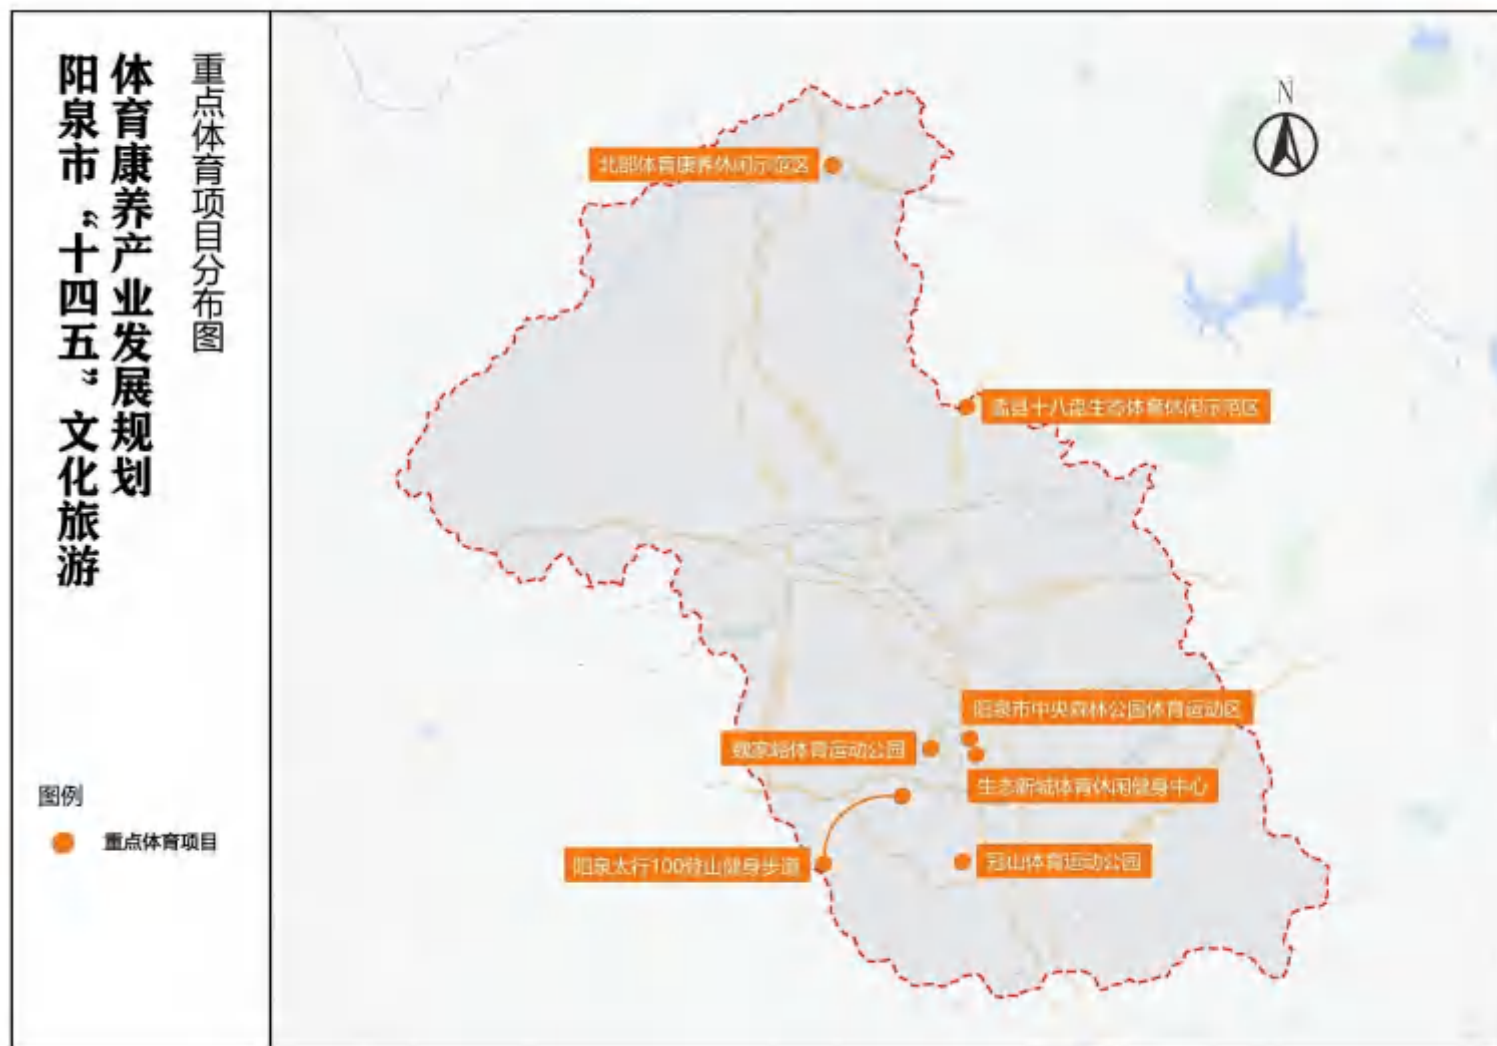 阳泉市“十四五”文化旅游
体育康养产业发展规划
重点体育项目分布图
N
北部体育康养休闲示范区
盂县十八盘生态体育休闲示范区
阳泉市中央森林公园体育运动区
魏家峪体育运动公园
生态新城体育休闲健身中心
阳泉太行100登山健身步道
冠山体育运动公园
图例
重点体育项目